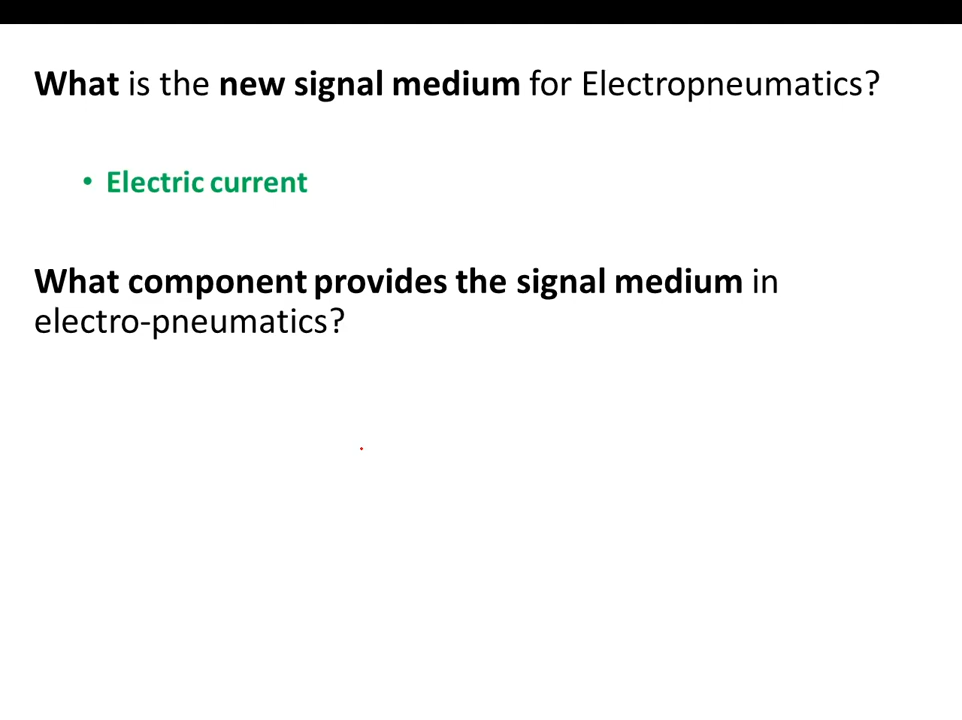 What is the new signal medium for Electropneumatics?
• Electric current
What component provides the signal medium in
electro-pneumatics?